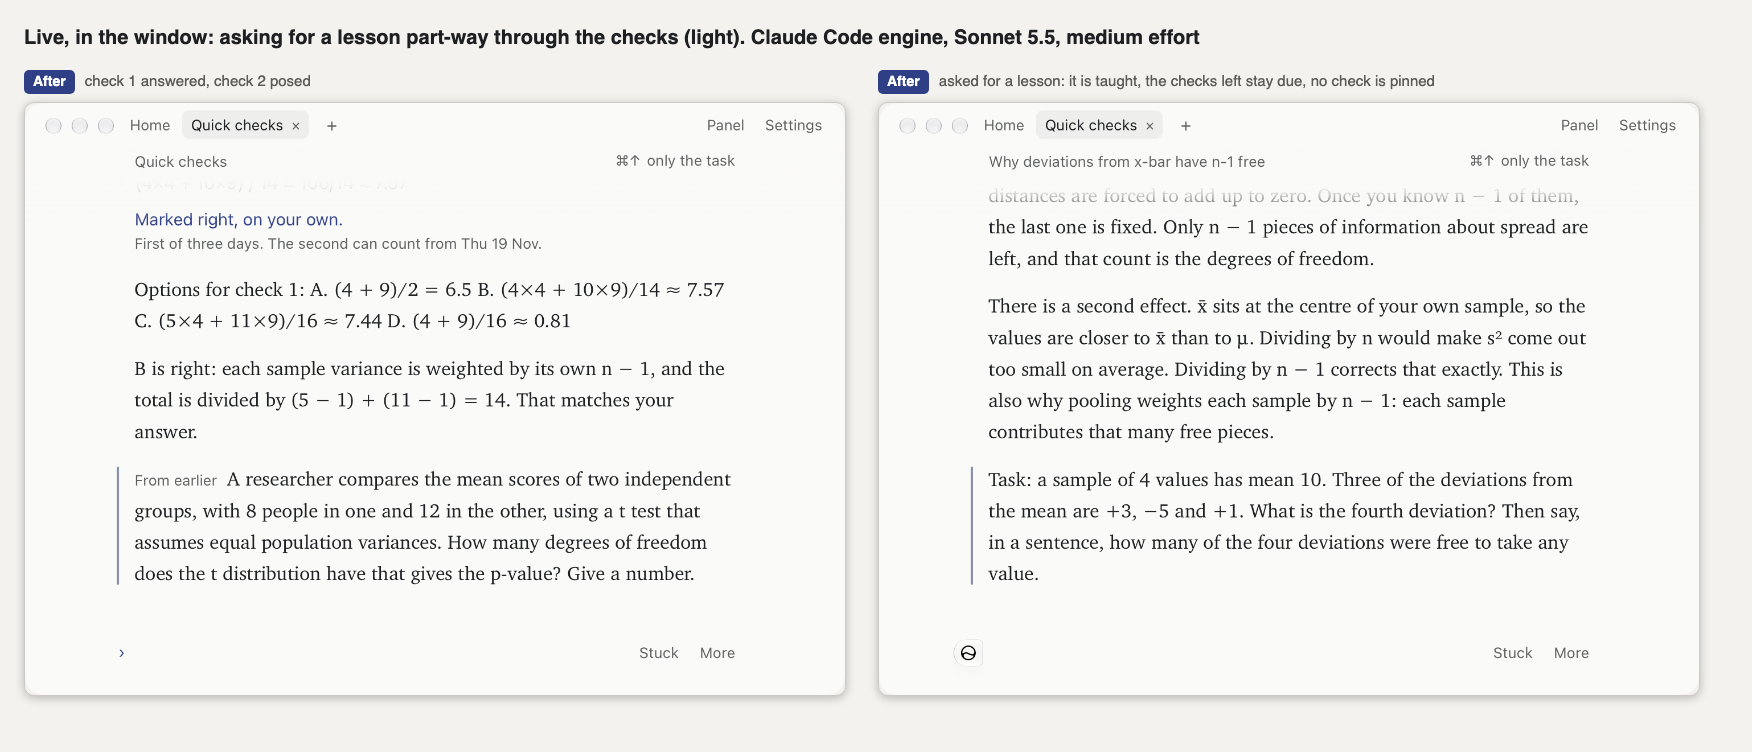 Live, in the window: asking for a lesson part-way through the checks (light). Claude Code engine, Sonnet 5.5, medium effort
After check 1 answered, check 2 posed
Home Quick checks × + Panel Settings
Quick checks ⌘↑ only the task
Marked right, on your own.
First of three days. The second can count from Thu 19 Nov.
Options for check 1: A. (4 + 9)/2 = 6.5 B. (4×4 + 10×9)/14 ≈ 7.57
C. (5×4 + 11×9)/16 ≈ 7.44 D. (4 + 9)/16 ≈ 0.81
B is right: each sample variance is weighted by its own n − 1, and the
total is divided by (5 − 1) + (11 − 1) = 14. That matches your
answer.
From earlier A researcher compares the mean scores of two independent
groups, with 8 people in one and 12 in the other, using a t test that
assumes equal population variances. How many degrees of freedom
does the t distribution have that gives the p-value? Give a number.
› Stuck More
After asked for a lesson: it is taught, the checks left stay due, no check is pinned
Home Quick checks × + Panel Settings
Why deviations from x-bar have n-1 free ⌘↑ only the task
distances are forced to add up to zero. Once you know n − 1 of them,
the last one is fixed. Only n − 1 pieces of information about spread are
left, and that count is the degrees of freedom.
There is a second effect. x̄ sits at the centre of your own sample, so the
values are closer to x̄ than to μ. Dividing by n would make s² come out
too small on average. Dividing by n − 1 corrects that exactly. This is
also why pooling weights each sample by n − 1: each sample
contributes that many free pieces.
Task: a sample of 4 values has mean 10. Three of the deviations from
the mean are +3, −5 and +1. What is the fourth deviation? Then say,
in a sentence, how many of the four deviations were free to take any
value.
Stuck More